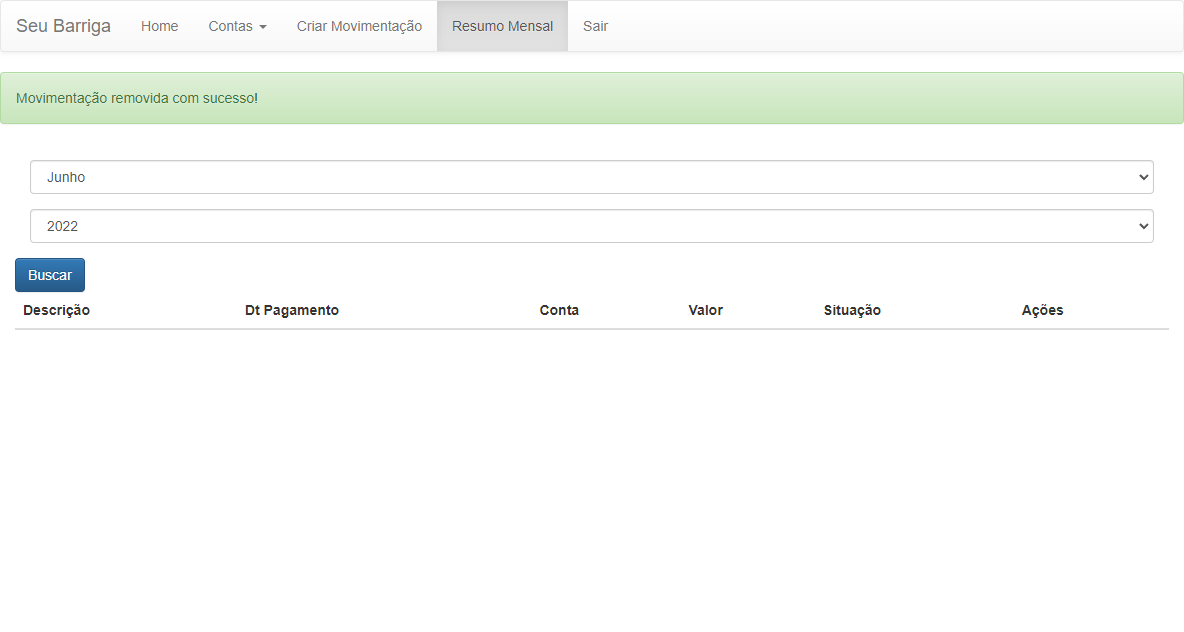 Seu Barriga Home Contas Criar Movimentação Resumo Mensal Sair
Movimentação removida com sucesso!
Junho
2022
Buscar
Descrição Dt Pagamento Conta Valor Situação Ações